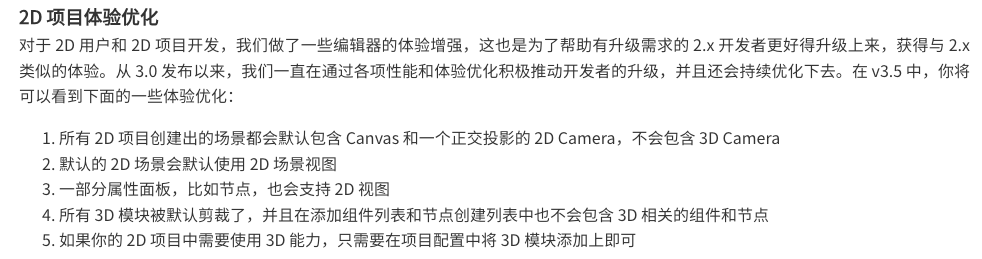 2D 项目体验优化
对于 2D 用户和 2D 项目开发，我们做了一些编辑器的体验增强，这也是为了帮助有升级需求的 2.x 开发者更好得升级上来，获得与 2.x
类似的体验。从 3.0 发布以来，我们一直在通过各项性能和体验优化积极推动开发者的升级，并且还会持续优化下去。在 v3.5 中，你将
可以看到下面的一些体验优化：
1. 所有 2D 项目创建出的场景都会默认包含 Canvas 和一个正交投影的 2D Camera，不会包含 3D Camera
2. 默认的 2D 场景会默认使用 2D 场景视图
3. 一部分属性面板，比如节点，也会支持 2D 视图
4. 所有 3D 模块被默认剪裁了，并且在添加组件列表和节点创建列表中也不会包含 3D 相关的组件和节点
5. 如果你的 2D 项目中需要使用 3D 能力，只需要在项目配置中将 3D 模块添加上即可